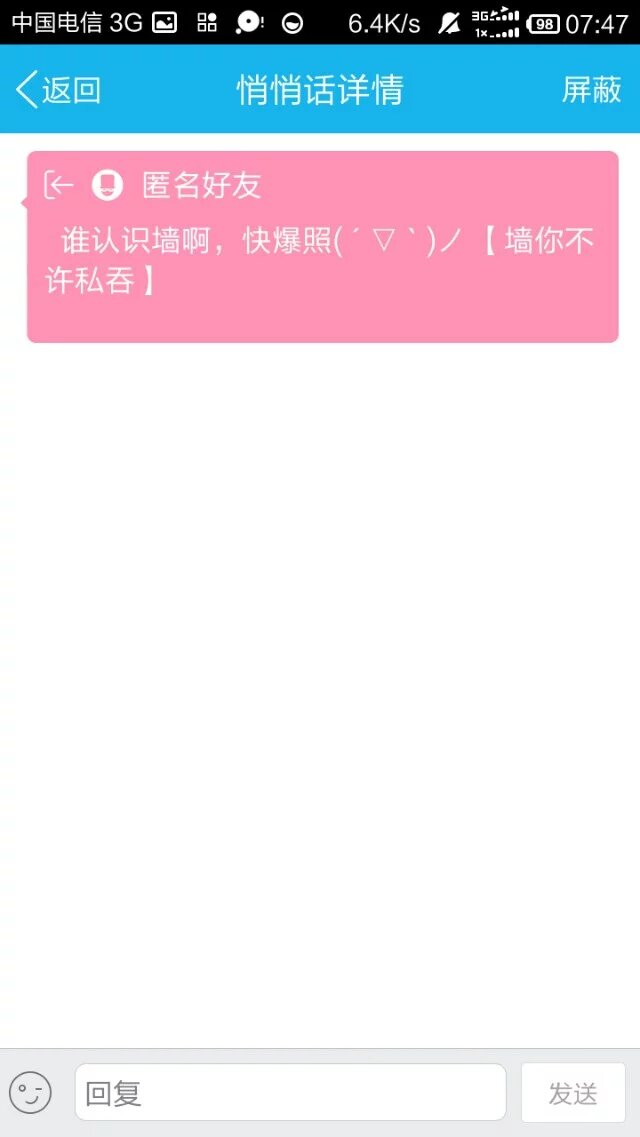 中国电信 3G 6.4K/s 3G 1x 98 07:47
返回 悄悄话详情 屏蔽
匿名好友
谁认识墙啊，快爆照(´▽`)ノ【墙你不
许私吞】
回复 发送